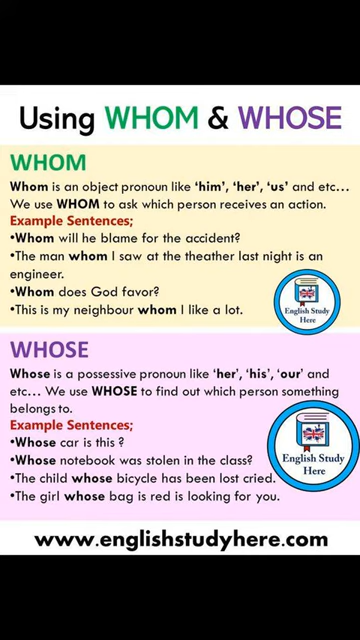 Using WHOM & WHOSE
WHOM
Whom is an object pronoun like ‘him’, ‘her’, ‘us’ and etc…
We use WHOM to ask which person receives an action.
Example Sentences;
•Whom will he blame for the accident?
•The man whom I saw at the theather last night is an
engineer.
•Whom does God favor?
•This is my neighbour whom I like a lot.
English Study
Here
WHOSE
Whose is a possessive pronoun like ‘her’, ‘his’, ‘our’ and
etc… We use WHOSE to find out which person something
belongs to.
Example Sentences;
•Whose car is this ?
•Whose notebook was stolen in the class?
•The child whose bicycle has been lost cried.
•The girl whose bag is red is looking for you.
English Study
Here
www.englishstudyhere.com